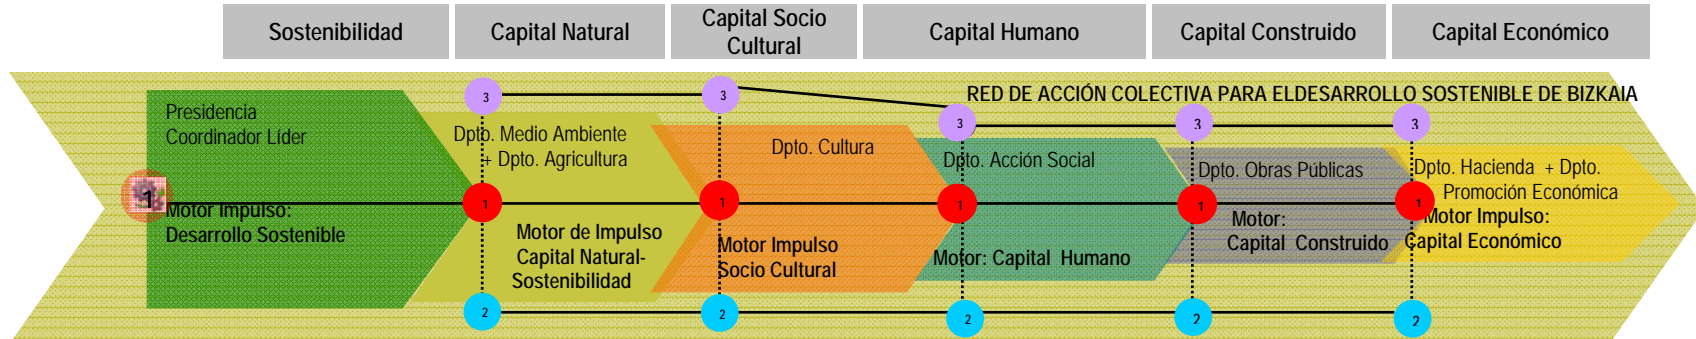 Sostenibilidad
Capital Natural
Capital Socio
Cultural
Capital Humano
Capital Construido
Capital Económico
RED DE ACCIÓN COLECTIVA PARA ELDESARROLLO SOSTENIBLE DE BIZKAIA
3
3
3
3
3
Presidencia
Coordinador Líder
Dpto. Medio Ambiente
+ Dpto. Agricultura
Dpto. Cultura
Dpto. Acción Social
Dpto. Obras Públicas
Dpto. Hacienda + Dpto.
Promoción Económica
1
1
1
1
1
1
Motor Impulso:
Desarrollo Sostenible
Motor de Impulso
Capital Natural-
Sostenibilidad
Motor Impulso
Socio Cultural
Motor: Capital Humano
Motor:
Capital Construido
Motor Impulso:
Capital Económico
2
2
2
2
2